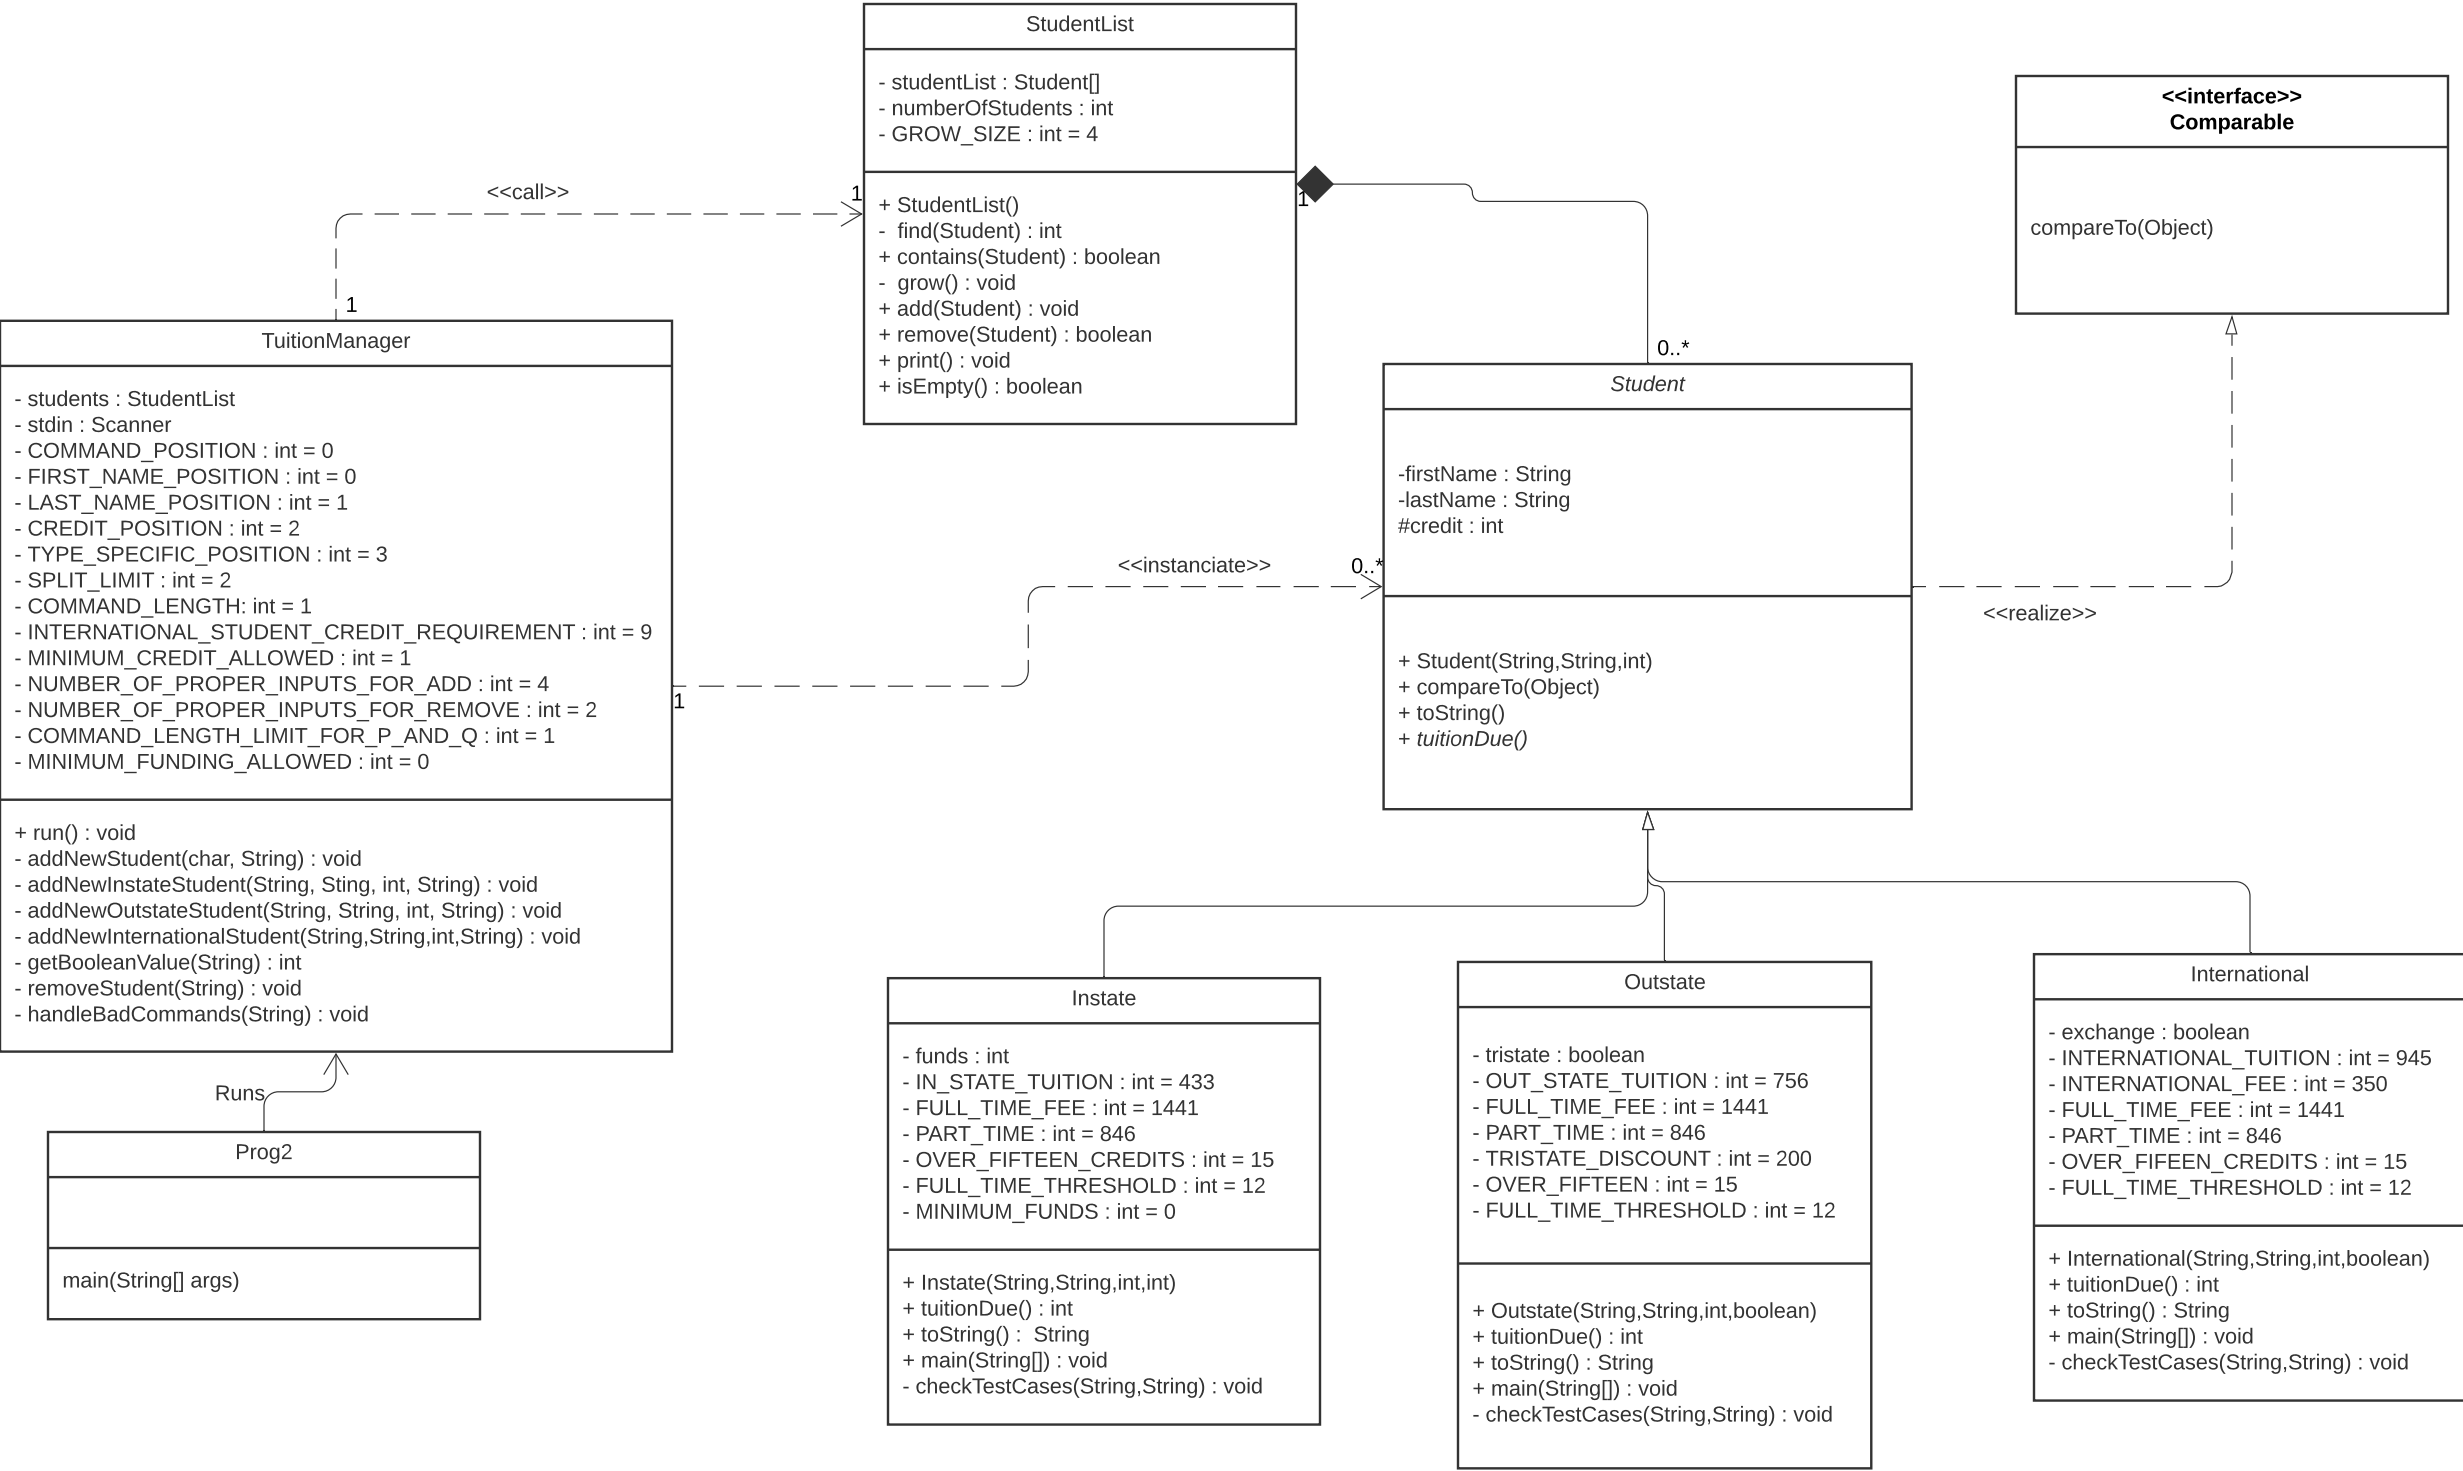 StudentList
- studentList : Student[]
- numberOfStudents : int
- GROW_SIZE : int = 4
+ StudentList()
-  find(Student) : int
+ contains(Student) : boolean
-  grow() : void
+ add(Student) : void
+ remove(Student) : boolean
+ print() : void
+ isEmpty() : boolean
<<interface>>
Comparable
compareTo(Object)
<<call>>
1
1
1
0..*
TuitionManager
- students : StudentList
- stdin : Scanner
- COMMAND_POSITION : int = 0
- FIRST_NAME_POSITION : int = 0
- LAST_NAME_POSITION : int = 1
- CREDIT_POSITION : int = 2
- TYPE_SPECIFIC_POSITION : int = 3
- SPLIT_LIMIT : int = 2
- COMMAND_LENGTH: int = 1
- INTERNATIONAL_STUDENT_CREDIT_REQUIREMENT : int = 9
- MINIMUM_CREDIT_ALLOWED : int = 1
- NUMBER_OF_PROPER_INPUTS_FOR_ADD : int = 4
- NUMBER_OF_PROPER_INPUTS_FOR_REMOVE : int = 2
- COMMAND_LENGTH_LIMIT_FOR_P_AND_Q : int = 1
- MINIMUM_FUNDING_ALLOWED : int = 0
+ run() : void
- addNewStudent(char, String) : void
- addNewInstateStudent(String, Sting, int, String) : void
- addNewOutstateStudent(String, String, int, String) : void
- addNewInternationalStudent(String,String,int,String) : void
- getBooleanValue(String) : int
- removeStudent(String) : void
- handleBadCommands(String) : void
<<instanciate>>
0..*
1
Student
-firstName : String
-lastName : String
#credit : int
+ Student(String,String,int)
+ compareTo(Object)
+ toString()
+ tuitionDue()
<<realize>>
Runs
Prog2
main(String[] args)
Instate
- funds : int
- IN_STATE_TUITION : int = 433
- FULL_TIME_FEE : int = 1441
- PART_TIME : int = 846
- OVER_FIFTEEN_CREDITS : int = 15
- FULL_TIME_THRESHOLD : int = 12
- MINIMUM_FUNDS : int = 0
+ Instate(String,String,int,int)
+ tuitionDue() : int
+ toString() :  String
+ main(String[]) : void
- checkTestCases(String,String) : void
Outstate
- tristate : boolean
- OUT_STATE_TUITION : int = 756
- FULL_TIME_FEE : int = 1441
- PART_TIME : int = 846
- TRISTATE_DISCOUNT : int = 200
- OVER_FIFTEEN : int = 15
- FULL_TIME_THRESHOLD : int = 12
+ Outstate(String,String,int,boolean)
+ tuitionDue() : int
+ toString() : String
+ main(String[]) : void
- checkTestCases(String,String) : void
International
- exchange : boolean
- INTERNATIONAL_TUITION : int = 945
- INTERNATIONAL_FEE : int = 350
- FULL_TIME_FEE : int = 1441
- PART_TIME : int = 846
- OVER_FIFEEN_CREDITS : int = 15
- FULL_TIME_THRESHOLD : int = 12
+ International(String,String,int,boolean)
+ tuitionDue() : int
+ toString() : String
+ main(String[]) : void
- checkTestCases(String,String) : void